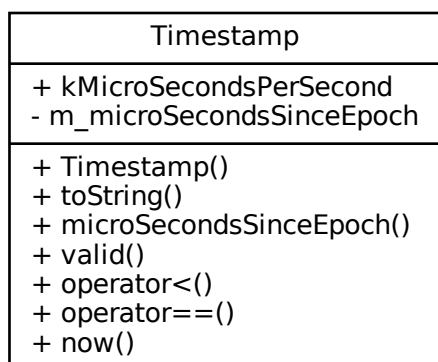 Timestamp
+ kMicroSecondsPerSecond
- m_microSecondsSinceEpoch
+ Timestamp()
+ toString()
+ microSecondsSinceEpoch()
+ valid()
+ operator<()
+ operator==()
+ now()